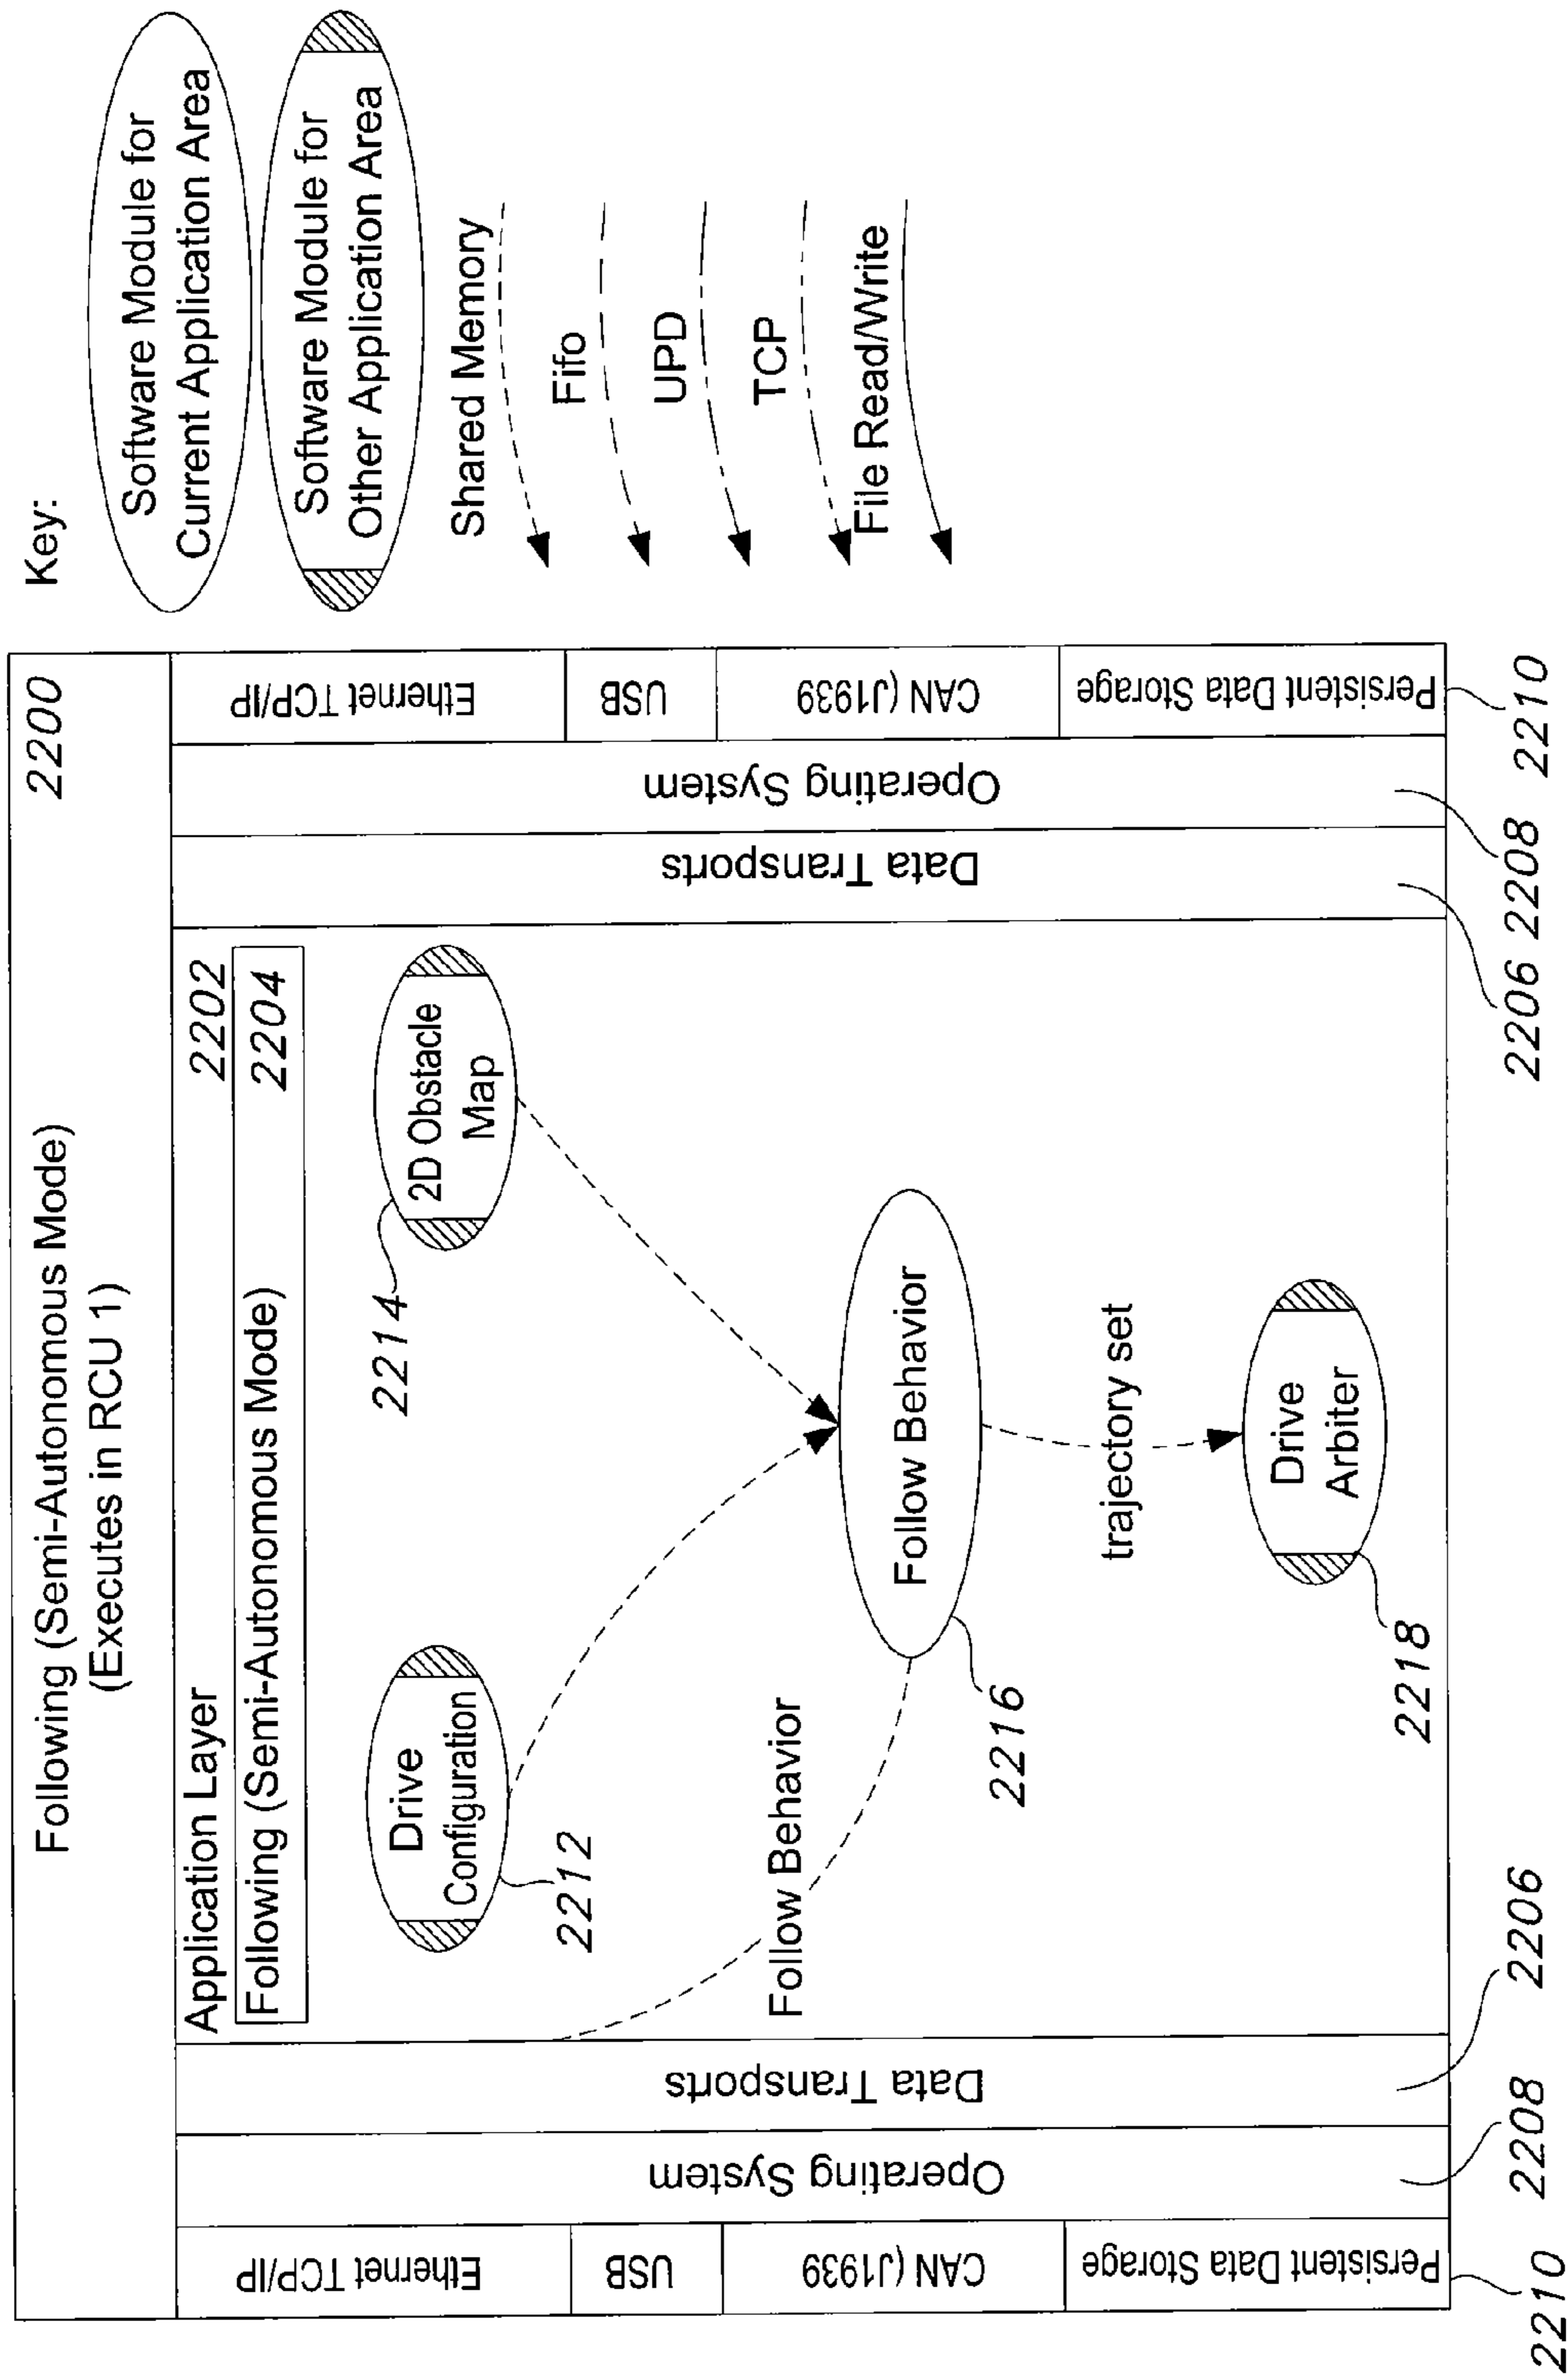 Following (Semi-Autonomous Mode)
(Executes in RCU 1)
2200
Application Layer
2202
Following (Semi-Autonomous Mode)
2204
Ethernet TCP/IP
USB
CAN (J1939
Persistent Data Storage
Operating System
Data Transports
Drive
Configuration
2212
2D Obstacle
Map
2214
Follow Behavior
Follow Behavior
2216
trajectory set
Drive
Arbiter
2218
Data Transports
Operating System
Ethernet TCP/IP
USB
CAN (J1939
Persistent Data Storage
2210
2208
2206
2206
2208
2210
Key:
Software Module for
Current Application Area
Software Module for
Other Application Area
Shared Memory
Fifo
UPD
TCP
File Read/Write